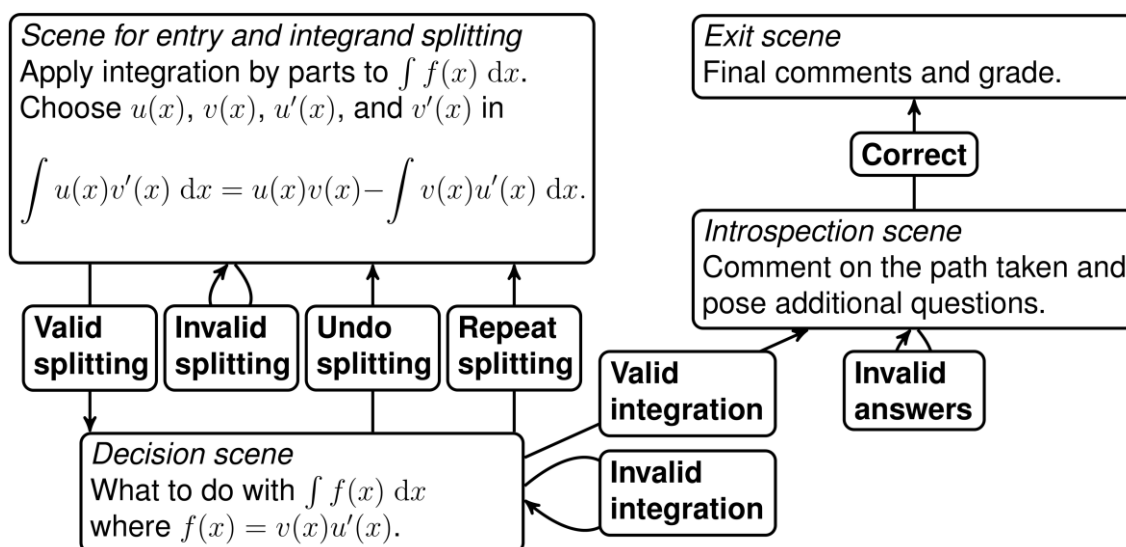 Scene for entry and integrand splitting
Apply integration by parts to ∫ f(x) dx.
Choose u(x), v(x), u′(x), and v′(x) in
∫ u(x)v′(x) dx = u(x)v(x)−∫ v(x)u′(x) dx.
Valid
splitting
Invalid
splitting
Undo
splitting
Repeat
splitting
Decision scene
What to do with ∫ f(x) dx
where f(x) = v(x)u′(x).
Valid
integration
Invalid
integration
Exit scene
Final comments and grade.
Correct
Introspection scene
Comment on the path taken and
pose additional questions.
Invalid
answers